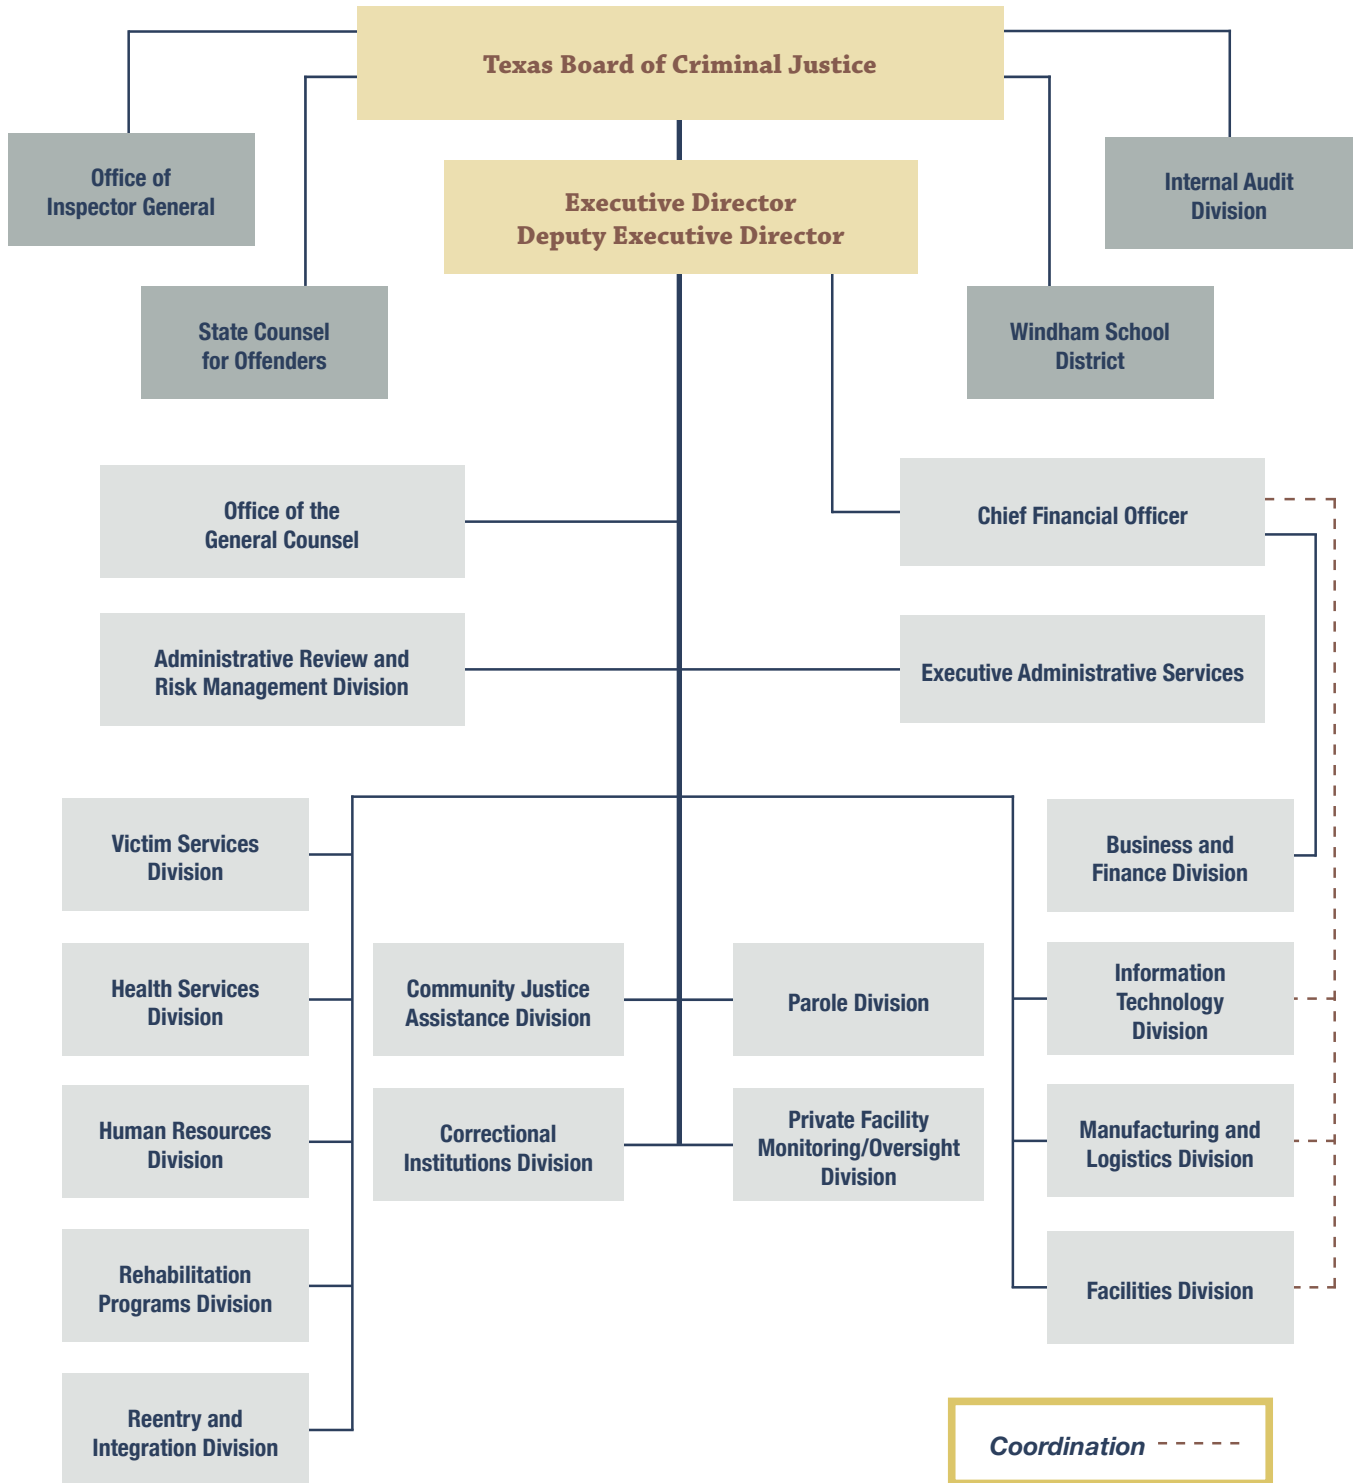 Texas Board of Criminal Justice
Office of
Inspector General
Internal Audit
Division
Executive Director
Deputy Executive Director
State Counsel
for Offenders
Windham School
District
Office of the
General Counsel
Chief Financial Officer
Administrative Review and
Risk Management Division
Executive Administrative Services
Victim Services
Division
Business and
Finance Division
Health Services
Division
Community Justice
Assistance Division
Parole Division
Information
Technology
Division
Human Resources
Division
Correctional
Institutions Division
Private Facility
Monitoring/Oversight
Division
Manufacturing and
Logistics Division
Rehabilitation
Programs Division
Facilities Division
Reentry and
Integration Division
Coordination